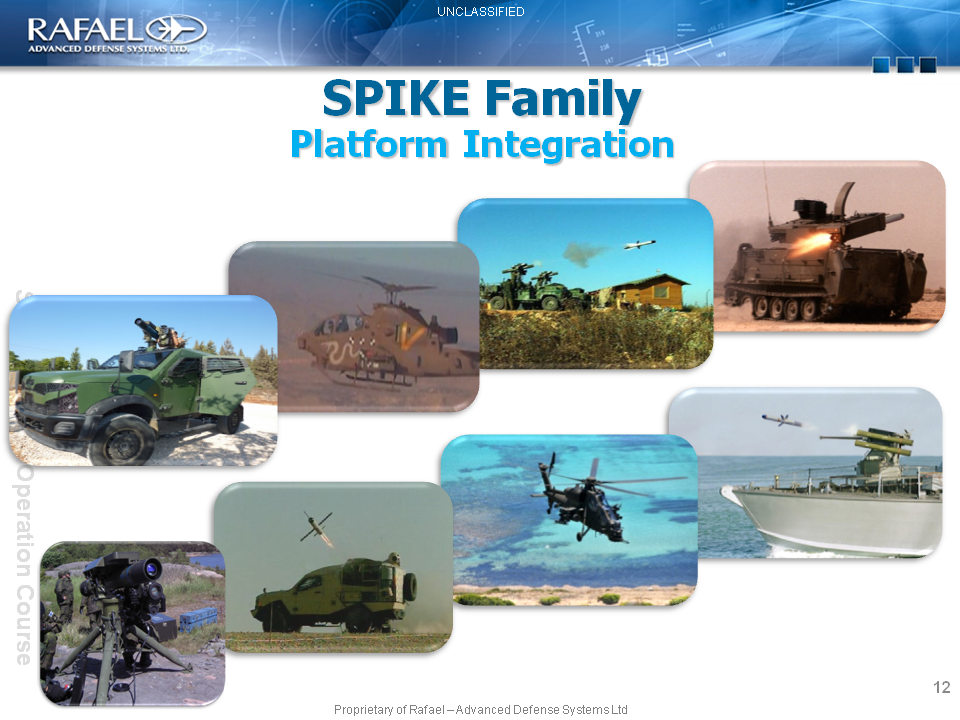 UNCLASSIFIED
RAFAEL
ADVANCED DEFENSE SYSTEMS LTD.
SPIKE Family
Platform Integration
Operation Course
12
Proprietary of Rafael – Advanced Defense Systems Ltd